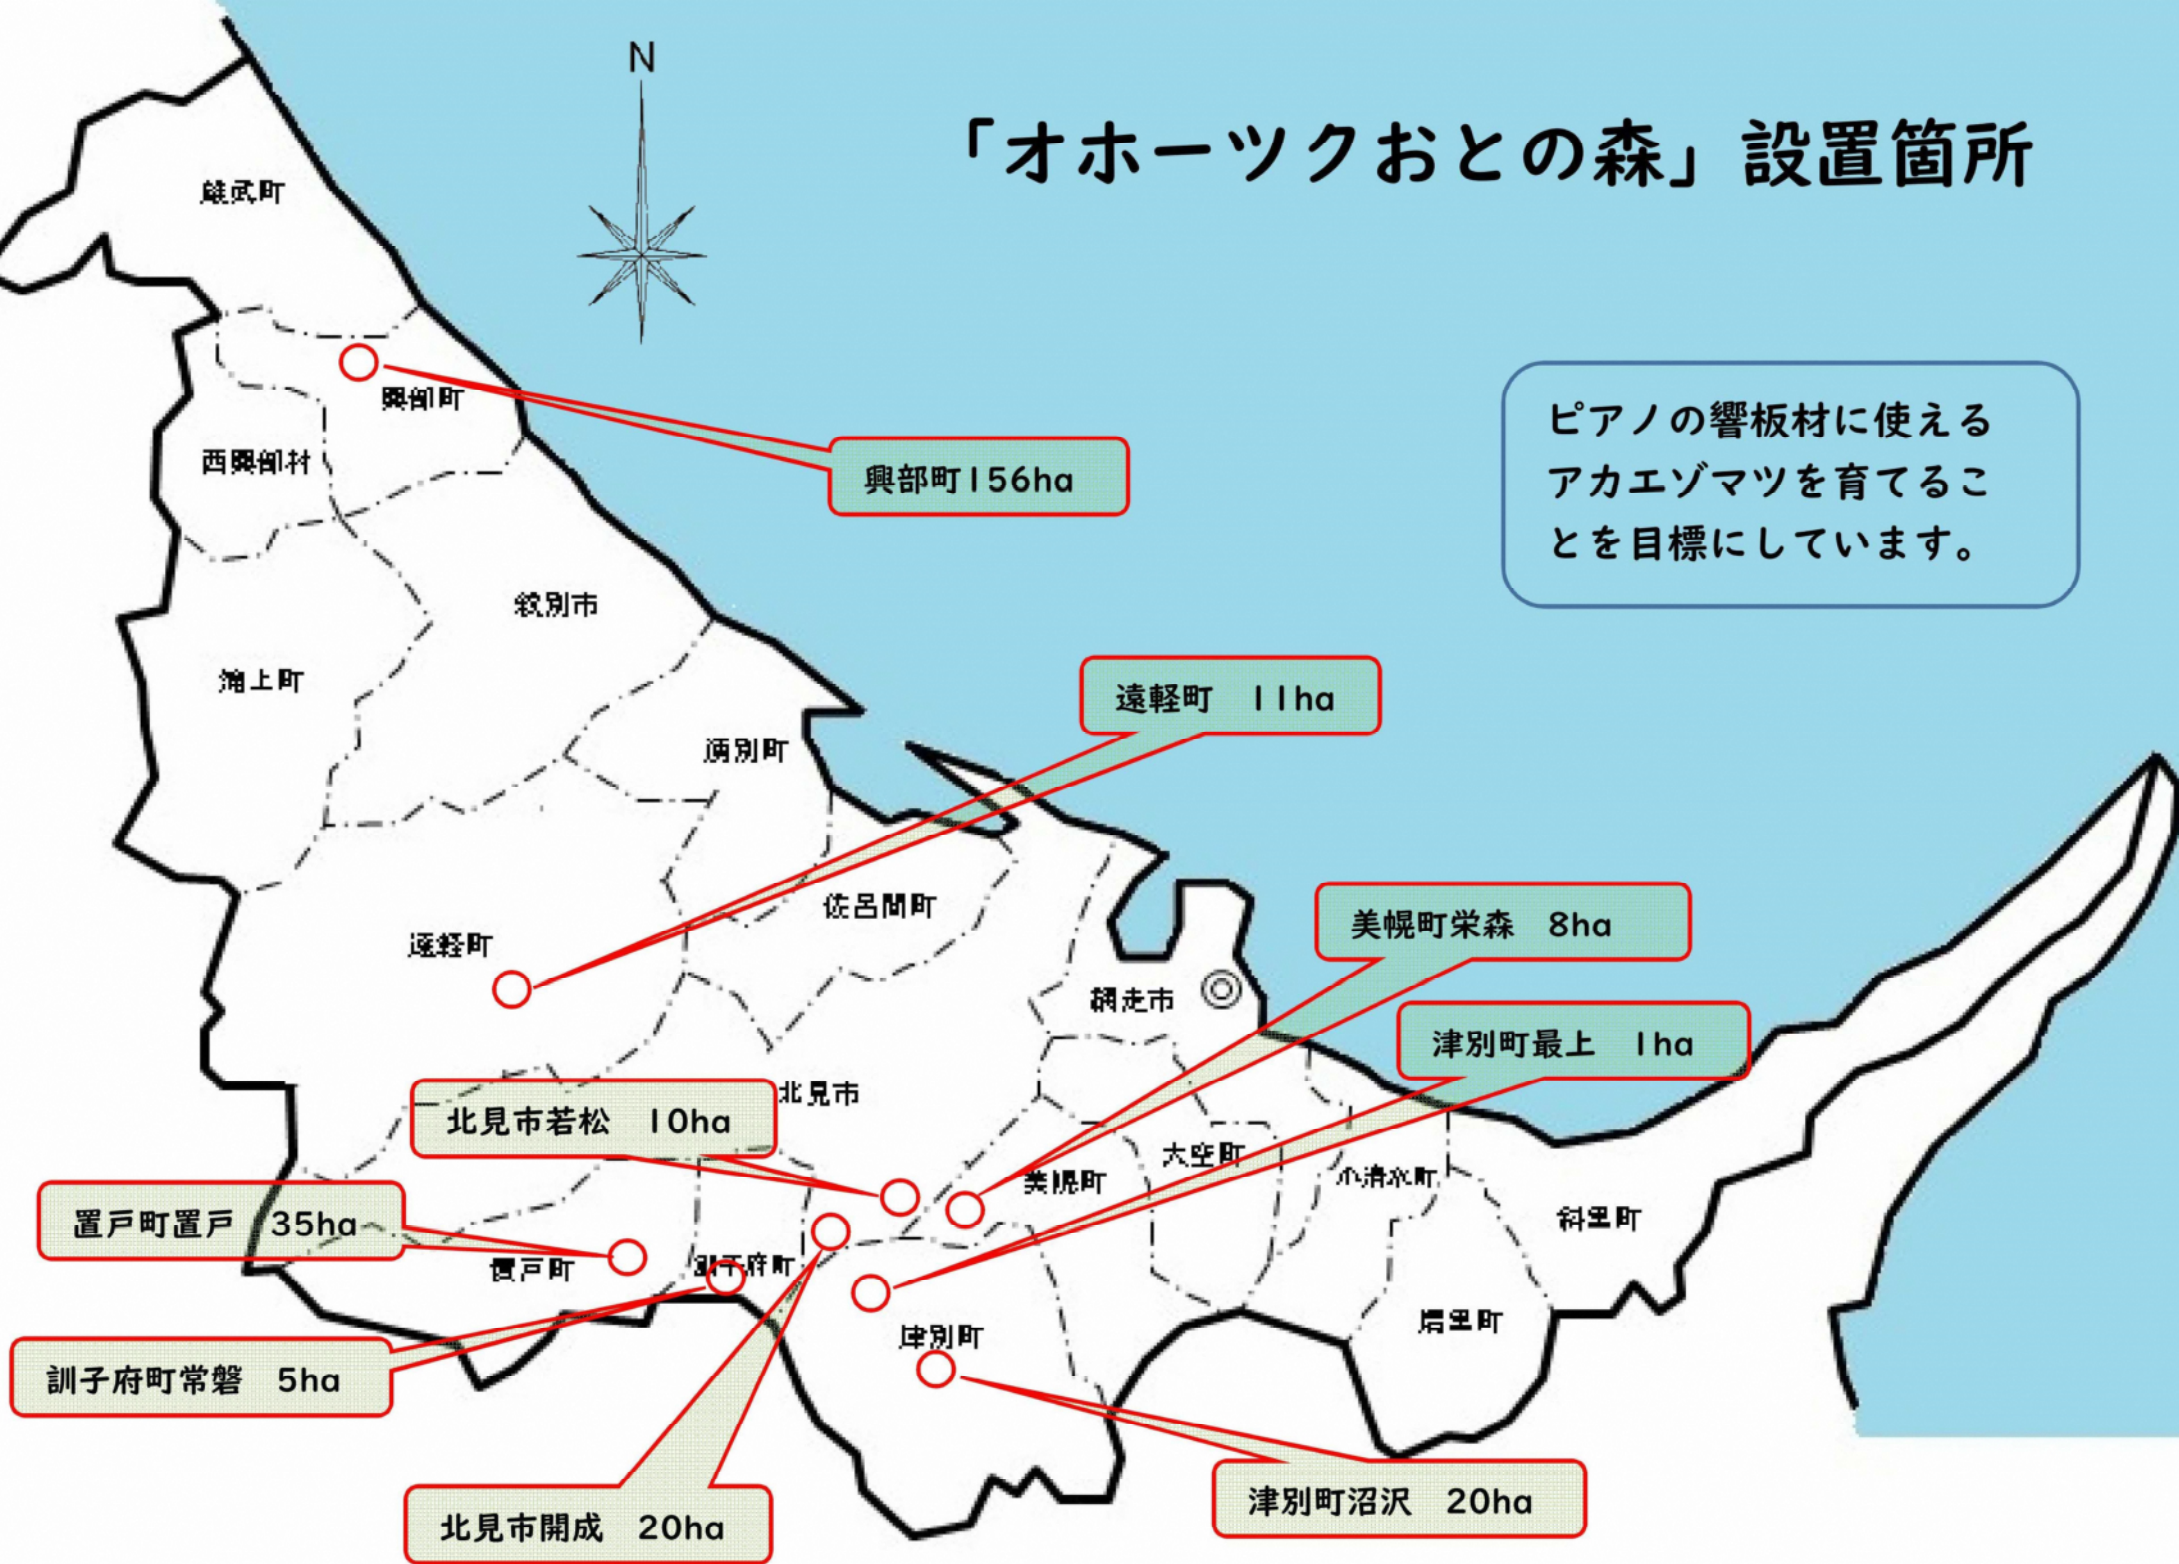 N
「オホーツクおとの森」設置箇所
雄武町
興部町
西興部村
興部町156ha
ピアノの響板材に使える
アカエゾマツを育てるこ
とを目標にしています。
紋別市
滝上町
遠軽町　11ha
湧別町
佐呂間町
遠軽町
美幌町栄森　8ha
網走市
津別町最上　1ha
北見市
北見市若松　10ha
大空町
美幌町
小清水町
置戸町置戸　35ha
斜里町
置戸町
訓子府町
清里町
津別町
訓子府町常磐　5ha
津別町沼沢　20ha
北見市開成　20ha